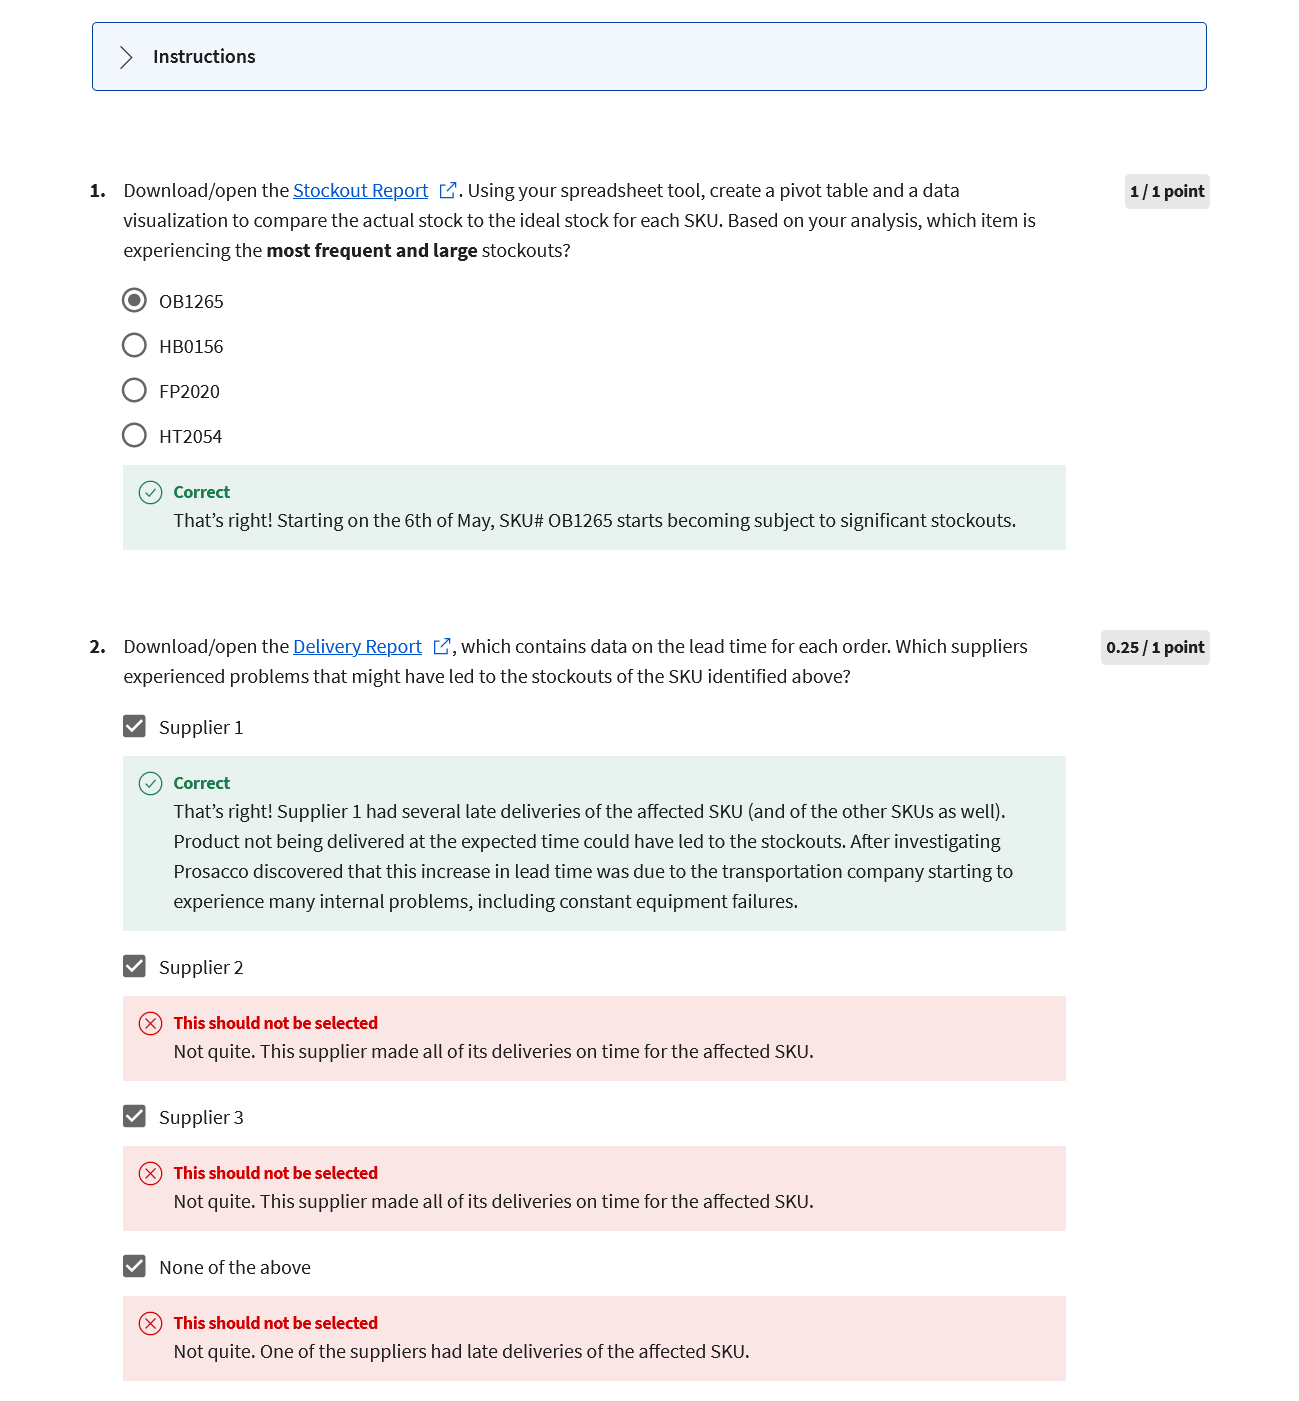 Instructions
1. Download/open the Stockout Report . Using your spreadsheet tool, create a pivot table and a data
1 / 1 point
visualization to compare the actual stock to the ideal stock for each SKU. Based on your analysis, which item is
experiencing the most frequent and large stockouts?
OB1265
HB0156
FP2020
HT2054
Correct
That’s right! Starting on the 6th of May, SKU# OB1265 starts becoming subject to significant stockouts.
2. Download/open the Delivery Report , which contains data on the lead time for each order. Which suppliers
0.25 / 1 point
experienced problems that might have led to the stockouts of the SKU identified above?
Supplier 1
Correct
That’s right! Supplier 1 had several late deliveries of the affected SKU (and of the other SKUs as well).
Product not being delivered at the expected time could have led to the stockouts. After investigating
Prosacco discovered that this increase in lead time was due to the transportation company starting to
experience many internal problems, including constant equipment failures.
Supplier 2
This should not be selected
Not quite. This supplier made all of its deliveries on time for the affected SKU.
Supplier 3
This should not be selected
Not quite. This supplier made all of its deliveries on time for the affected SKU.
None of the above
This should not be selected
Not quite. One of the suppliers had late deliveries of the affected SKU.